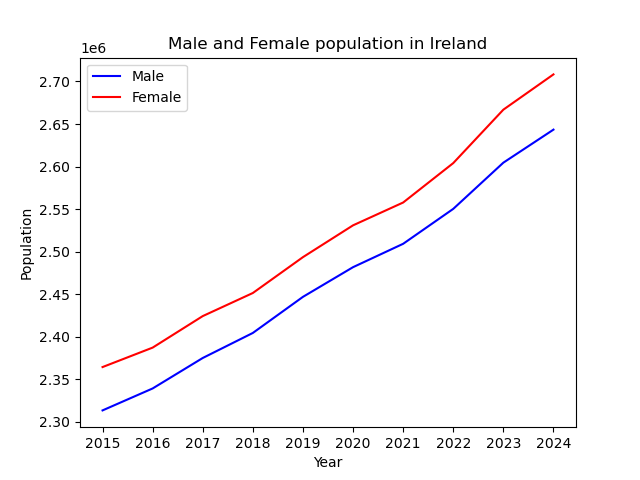 Male and Female population in Ireland
1e6
Male
Female
2.70
2.65
2.60
2.55
2.50
2.45
2.40
2.35
2.30
Population
2015 2016 2017 2018 2019 2020 2021 2022 2023 2024
Year